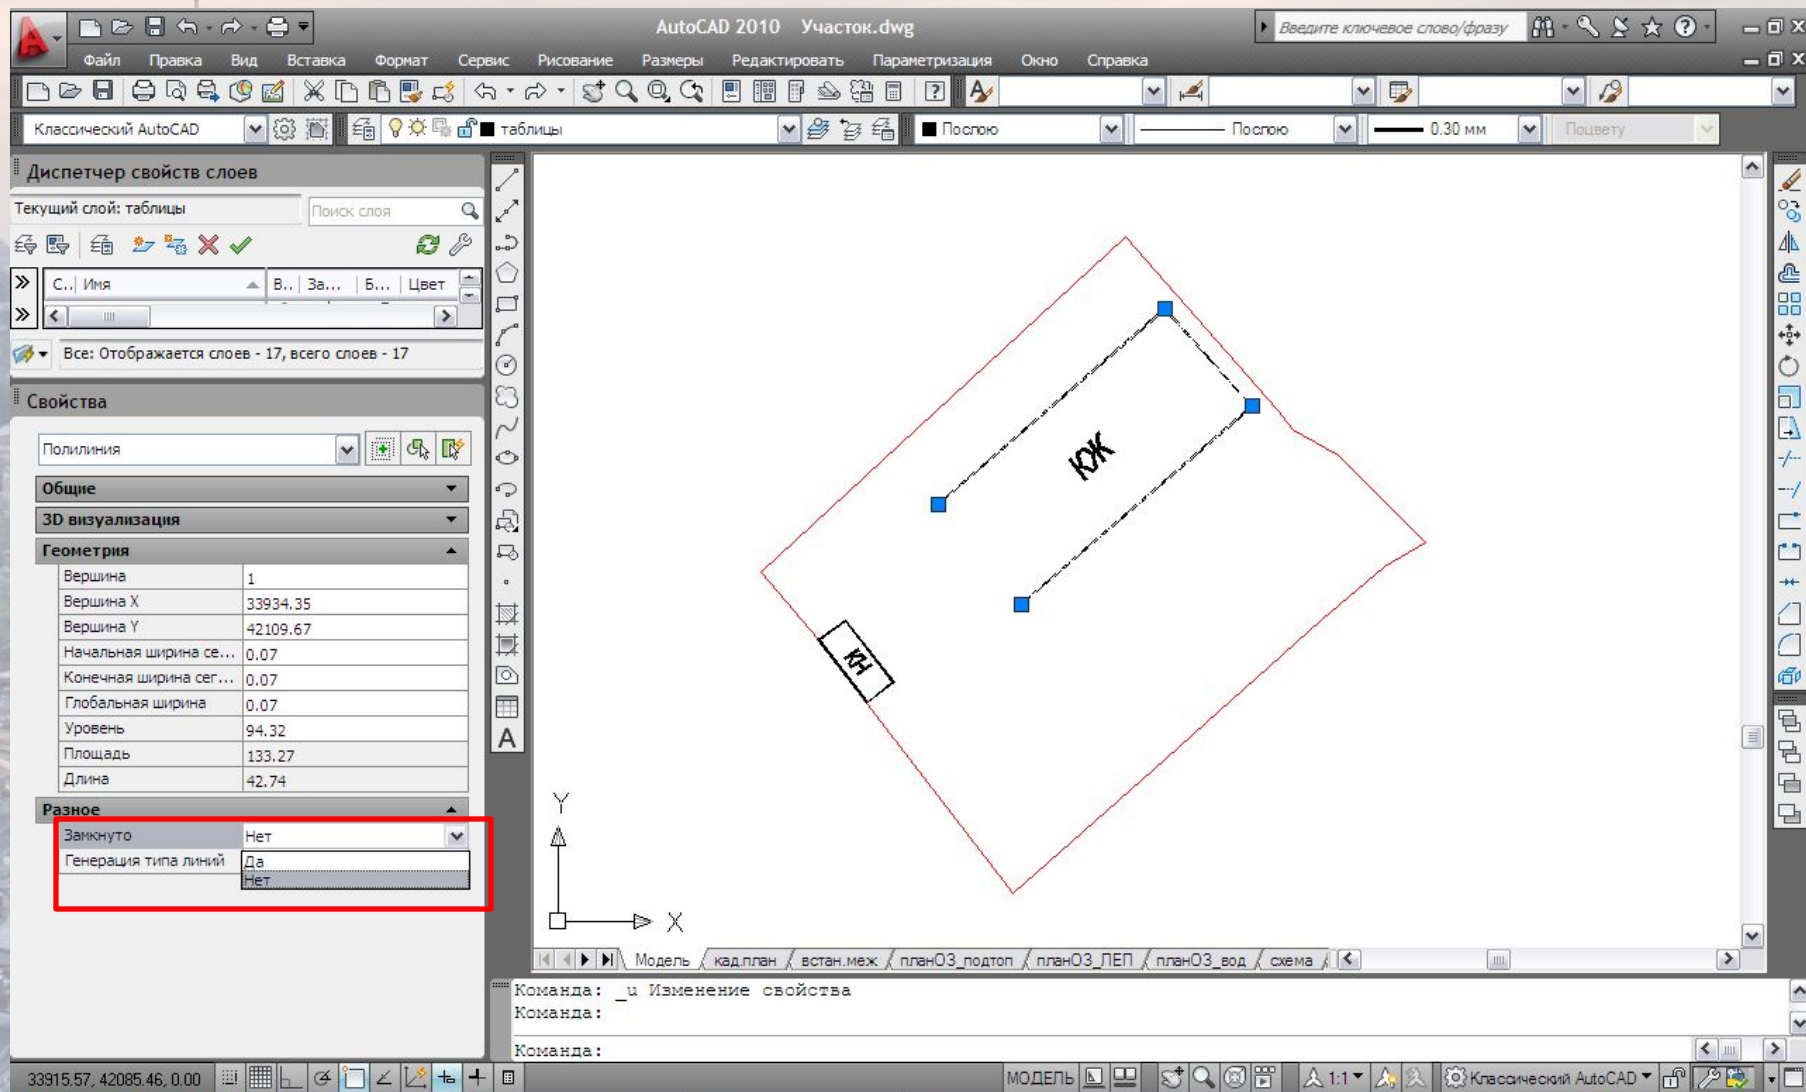 AutoCAD 2010 Участок.dwg
Введите ключевое слово/фразу
Файл Правка Вид Вставка Формат Сервис Рисование Размеры Редактировать Параметризация Окно Справка
Классический AutoCAD
таблицы
Послою
Послою
0.30 мм
Поцвету
Диспетчер свойств слоев
Текущий слой: таблицы
Поиск слоя
С.. Имя В.. За... Б... Цвет
Все: Отображается слоев - 17, всего слоев - 17
Свойства
Полилиния
Общие
3D визуализация
Геометрия
Вершина 1
Вершина X 33934.35
Вершина Y 42109.67
Начальная ширина се... 0.07
Конечная ширина сег... 0.07
Глобальная ширина 0.07
Уровень 94.32
Площадь 133.27
Длина 42.74
Разное
Замкнуто Нет
Генерация типа линий Да
Нет
A
КЖ
КН
Y
X
Модель кад.план встан.меж планОЗ_подтоп планОЗ_ЛЕП планОЗ_вод схема
Команда: _u Изменение свойства
Команда:
Команда:
33915.57, 42085.46, 0.00
МОДЕЛЬ
1:1
Классический AutoCAD